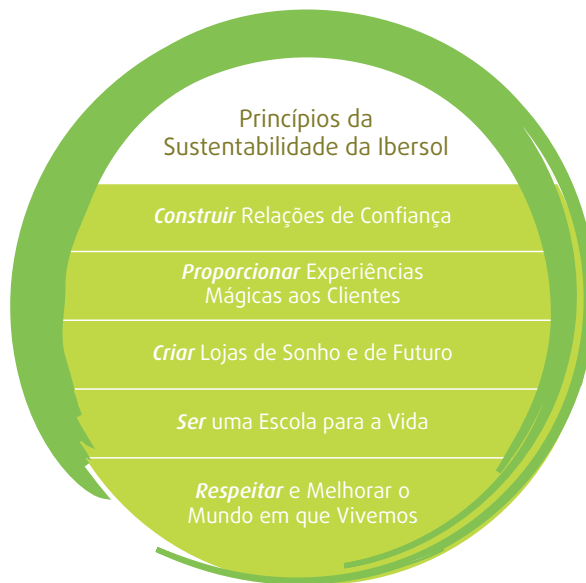 Princípios da
Sustentabilidade da Ibersol
Construir Relações de Confiança
Proporcionar Experiências
Mágicas aos Clientes
Criar Lojas de Sonho e de Futuro
Ser uma Escola para a Vida
Respeitar e Melhorar o
Mundo em que Vivemos